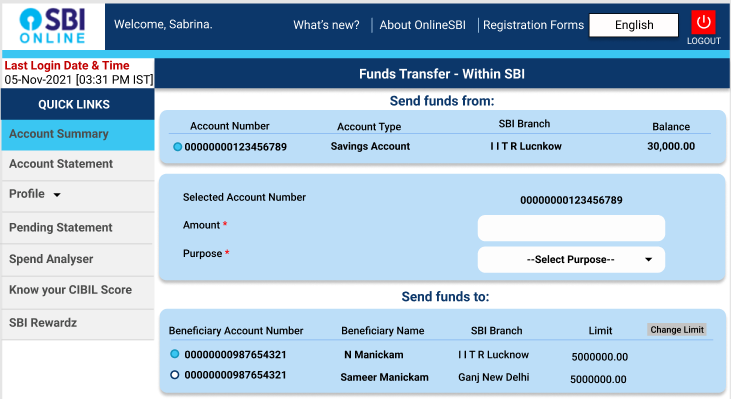 SBI
ONLINE
Welcome, Sabrina.
What's new?
About OnlineSBI
Registration Forms
English
LOGOUT
Last Login Date & Time
05-Nov-2021 [03:31 PM IST]
Funds Transfer - Within SBI
QUICK LINKS
Account Summary
Account Statement
Profile
Pending Statement
Spend Analyser
Know your CIBIL Score
SBI Rewardz
Send funds from:
Account Number Account Type SBI Branch Balance
00000000123456789 Savings Account I I T R Lucnkow 30,000.00
Selected Account Number 00000000123456789
Amount *
Purpose * --Select Purpose--
Send funds to:
Beneficiary Account Number Beneficiary Name SBI Branch Limit Change Limit
00000000987654321 N Manickam I I T R Lucknow 5000000.00
00000000987654321 Sameer Manickam Ganj New Delhi 5000000.00